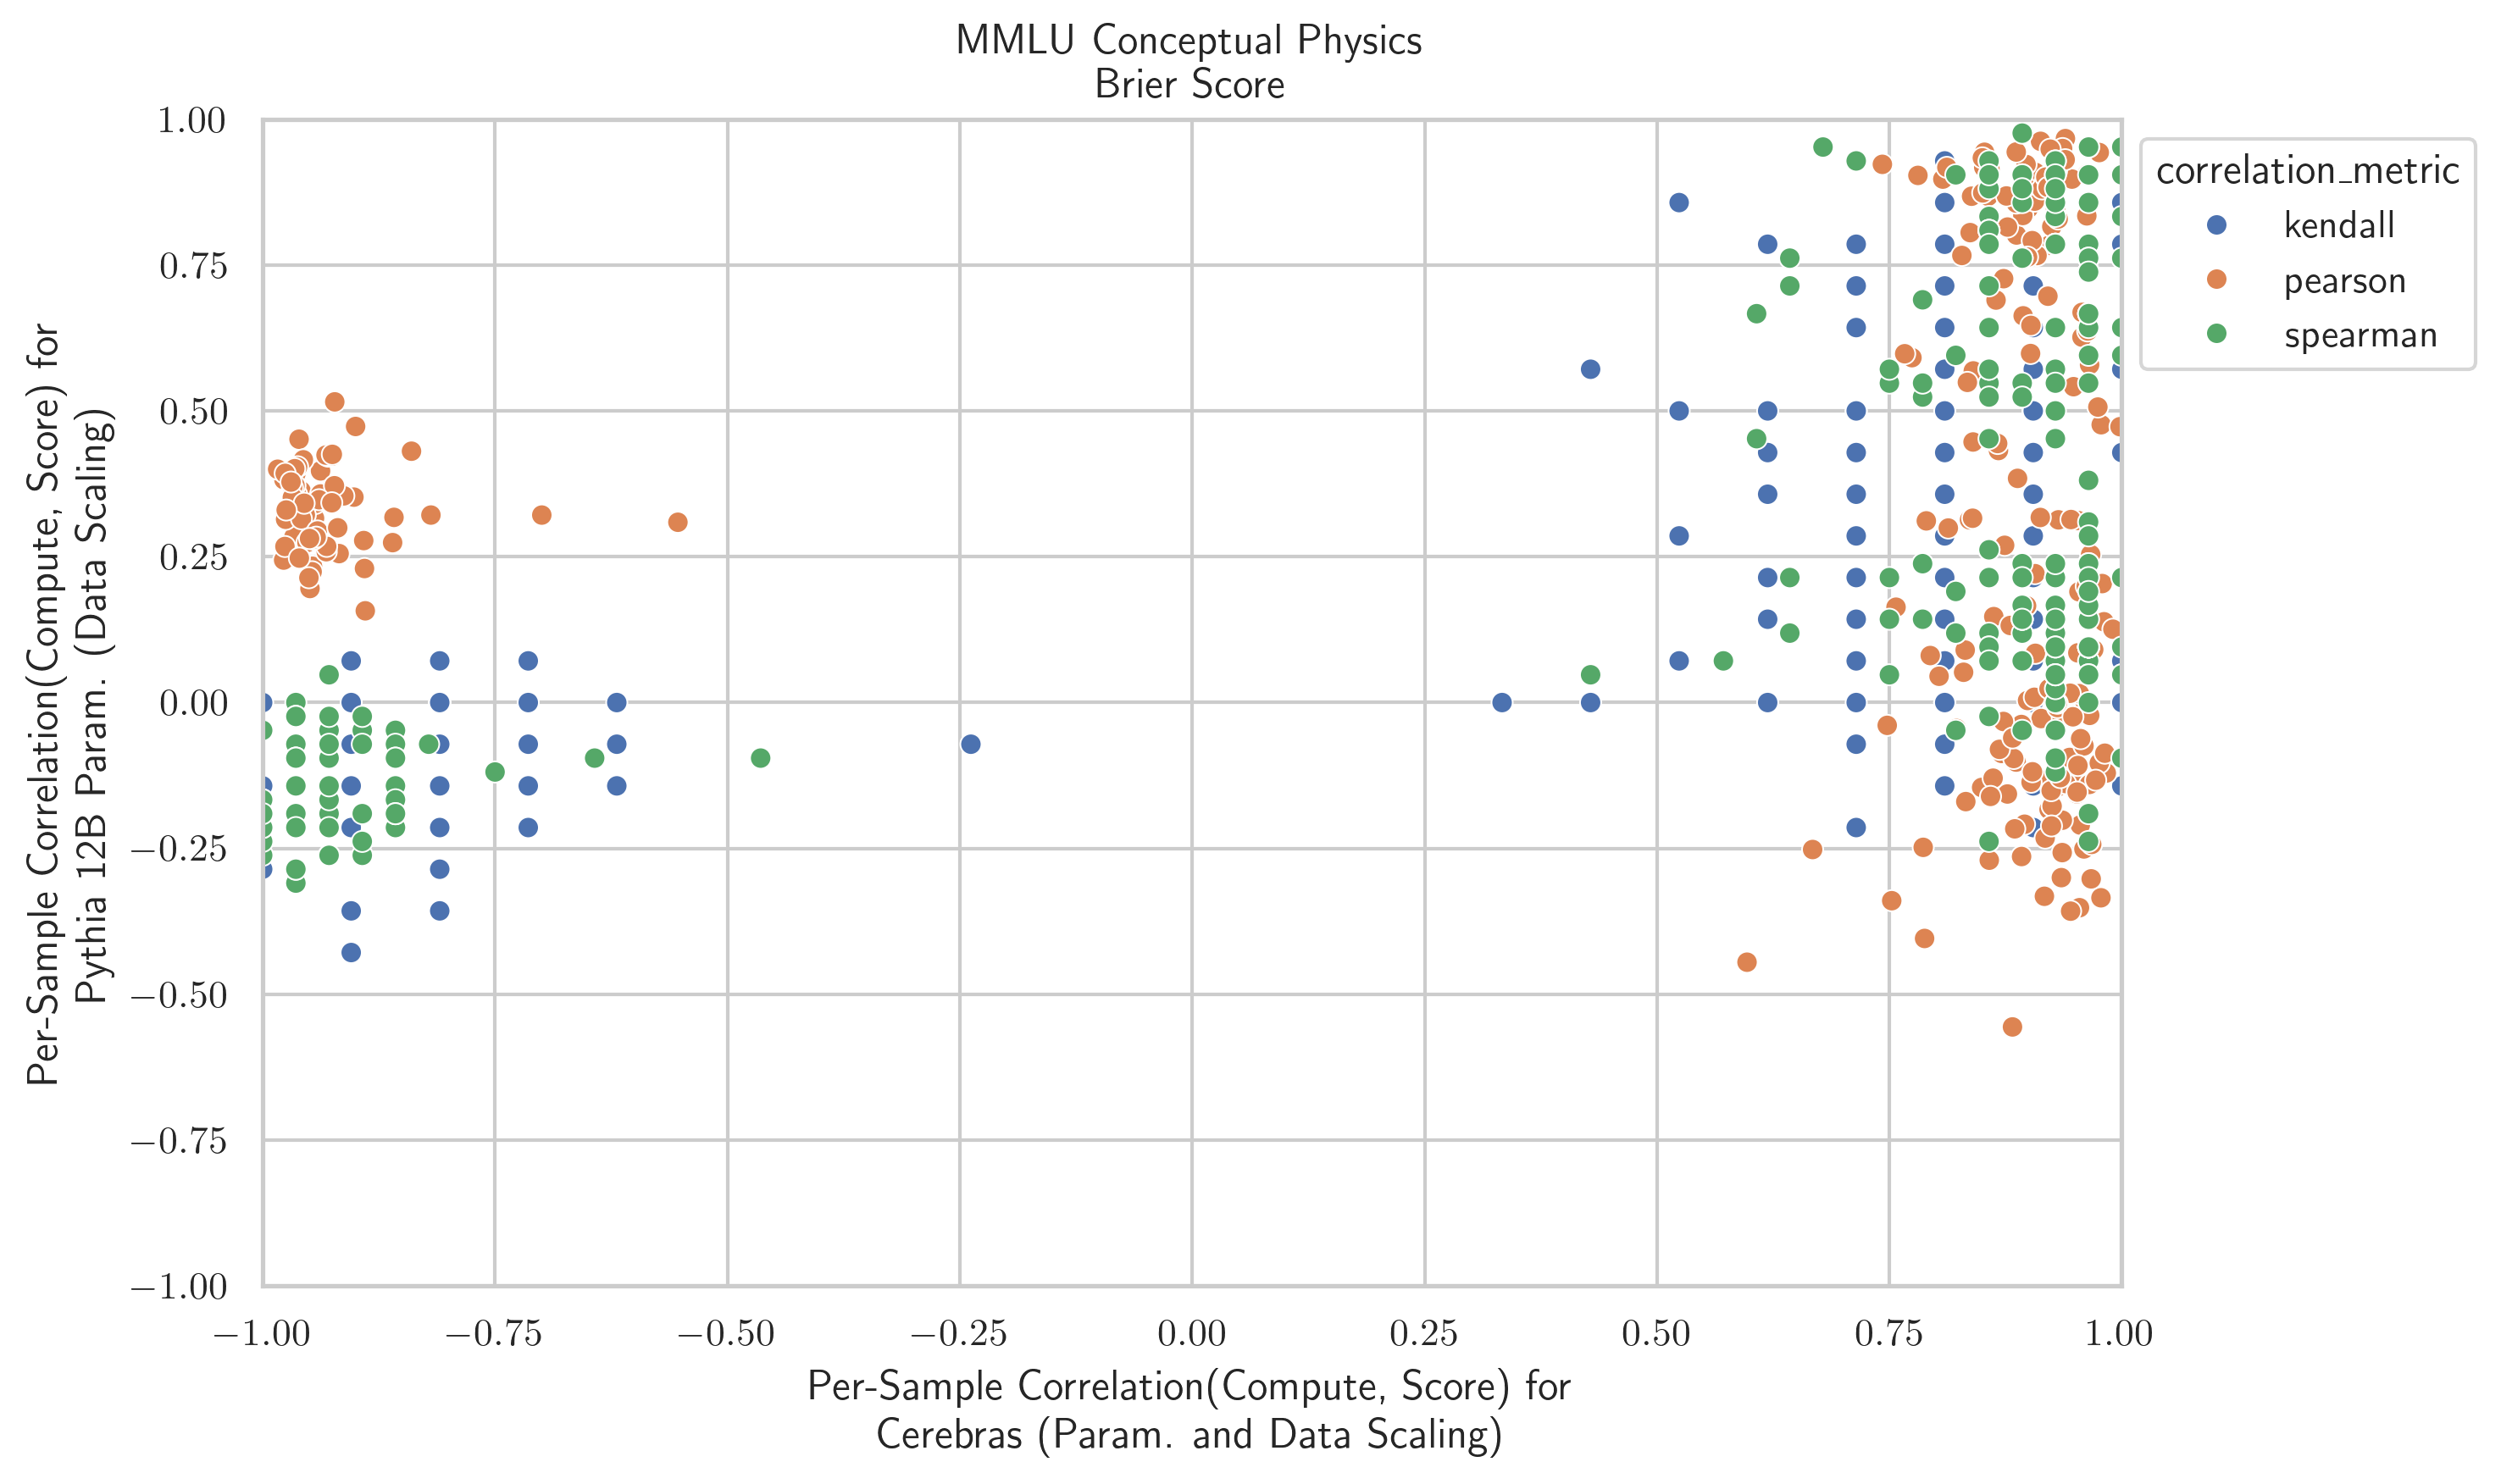 MMLU Conceptual Physics
Brier Score
Per-Sample Correlation(Compute, Score) for
Pythia 12B Param. (Data Scaling)
1.00
0.75
0.50
0.25
0.00
−0.25
−0.50
−0.75
−1.00
−1.00 −0.75 −0.50 −0.25 0.00 0.25 0.50 0.75 1.00
Per-Sample Correlation(Compute, Score) for
Cerebras (Param. and Data Scaling)
correlation_metric
kendall
pearson
spearman